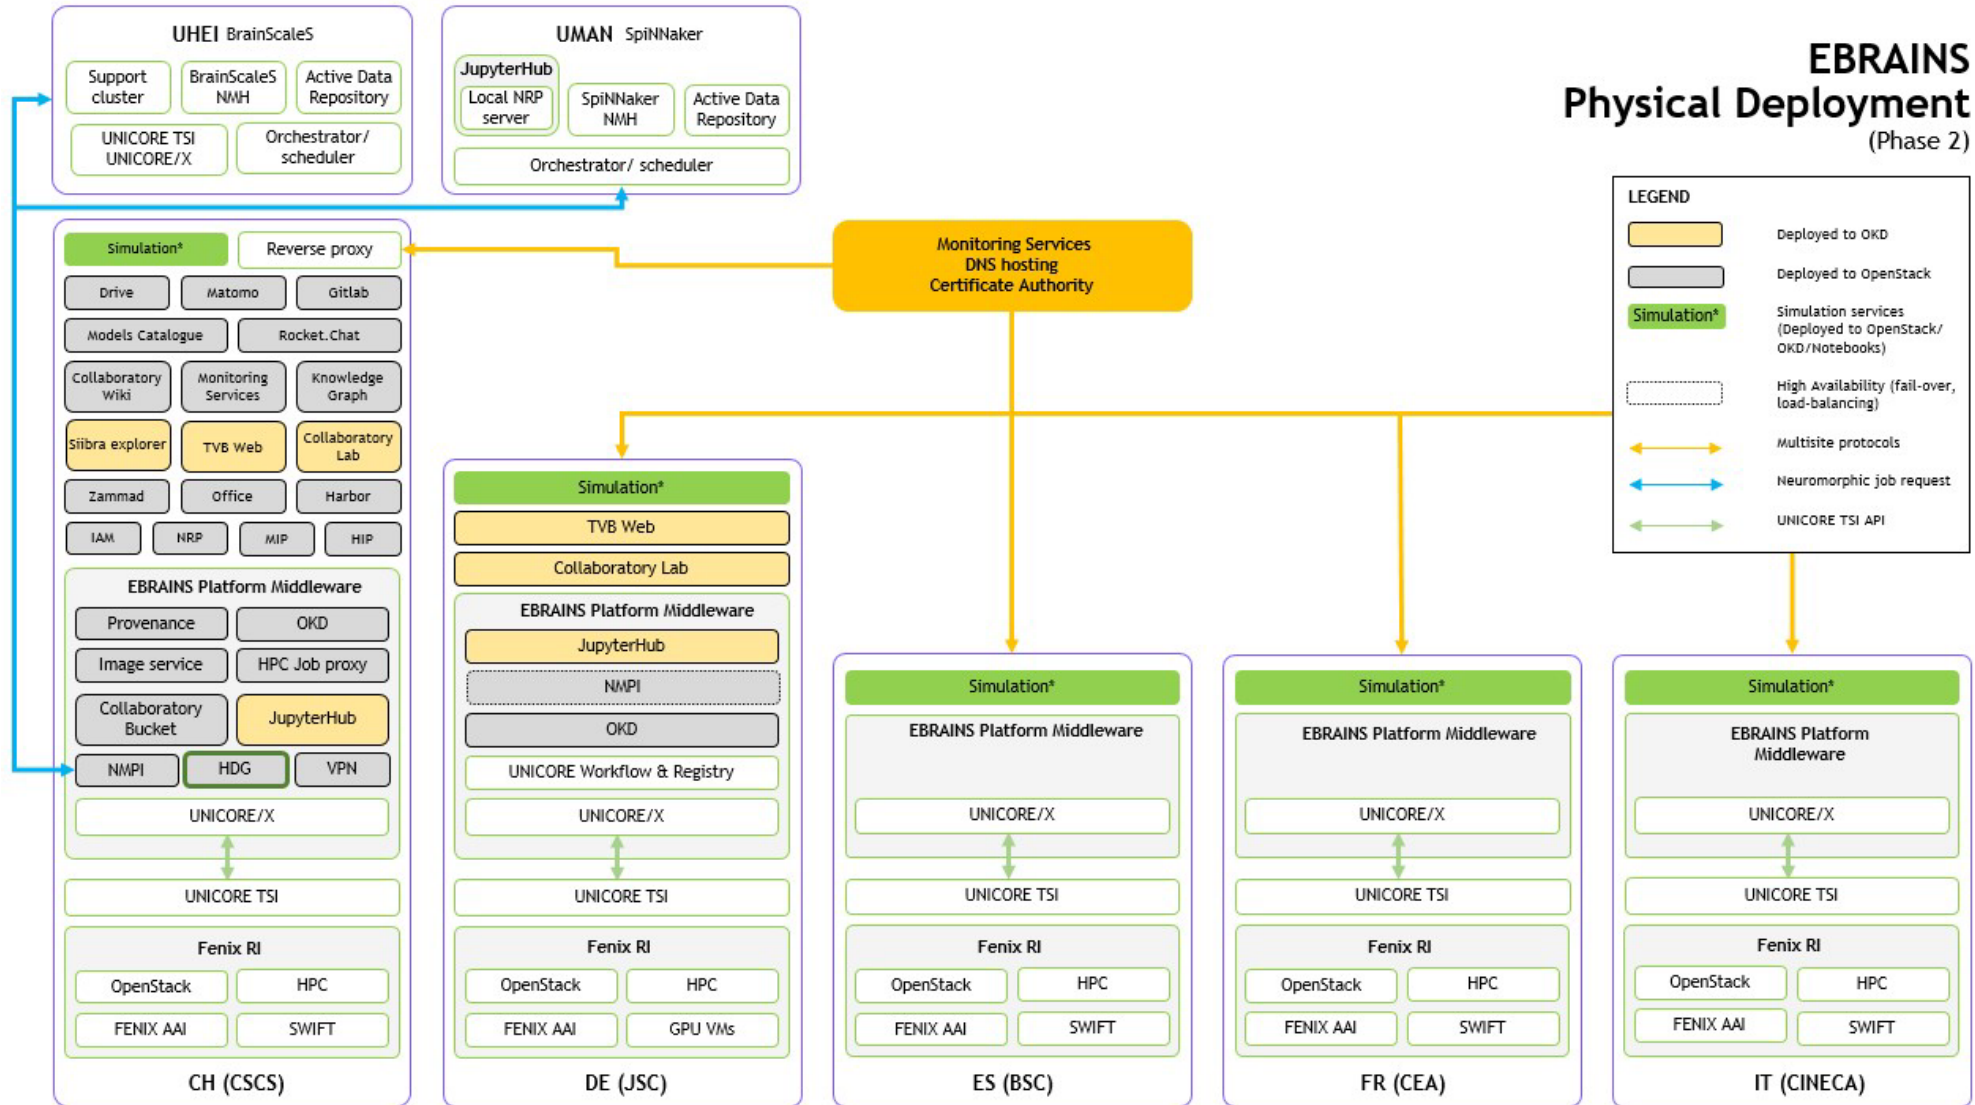 UHEI BrainScaleS
Support
cluster
BrainScaleS
NMH
Active Data
Repository
UNICORE TSI
UNICORE/X
Orchestrator/
scheduler
UMAN SpiNNaker
JupyterHub
Local NRP
server
SpiNNaker
NMH
Active Data
Repository
Orchestrator/ scheduler
EBRAINS
Physical Deployment
(Phase 2)
LEGEND
Deployed to OKD
Deployed to OpenStack
Simulation*
Simulation services
(Deployed to OpenStack/
OKD/Notebooks)
High Availability (fail-over,
load-balancing)
Multisite protocols
Neuromorphic job request
UNICORE TSI API
Monitoring Services
DNS hosting
Certificate Authority
Simulation*
Reverse proxy
Drive
Matomo
Gitlab
Models Catalogue
Rocket.Chat
Collaboratory
Wiki
Monitoring
Services
Knowledge
Graph
Siibra explorer
TVB Web
Collaboratory
Lab
Zammad
Office
Harbor
IAM
NRP
MIP
HIP
EBRAINS Platform Middleware
Provenance
OKD
Image service
HPC Job proxy
Collaboratory
Bucket
JupyterHub
NMPI
HDG
VPN
UNICORE/X
UNICORE TSI
Fenix RI
OpenStack
HPC
FENIX AAI
SWIFT
CH (CSCS)
Simulation*
TVB Web
Collaboratory Lab
EBRAINS Platform Middleware
JupyterHub
NMPI
OKD
UNICORE Workflow & Registry
UNICORE/X
UNICORE TSI
Fenix RI
OpenStack
HPC
FENIX AAI
GPU VMs
DE (JSC)
Simulation*
EBRAINS Platform Middleware
UNICORE/X
UNICORE TSI
Fenix RI
OpenStack
HPC
FENIX AAI
SWIFT
ES (BSC)
Simulation*
EBRAINS Platform Middleware
UNICORE/X
UNICORE TSI
Fenix RI
OpenStack
HPC
FENIX AAI
SWIFT
FR (CEA)
Simulation*
EBRAINS Platform
Middleware
UNICORE/X
UNICORE TSI
Fenix RI
OpenStack
HPC
FENIX AAI
SWIFT
IT (CINECA)